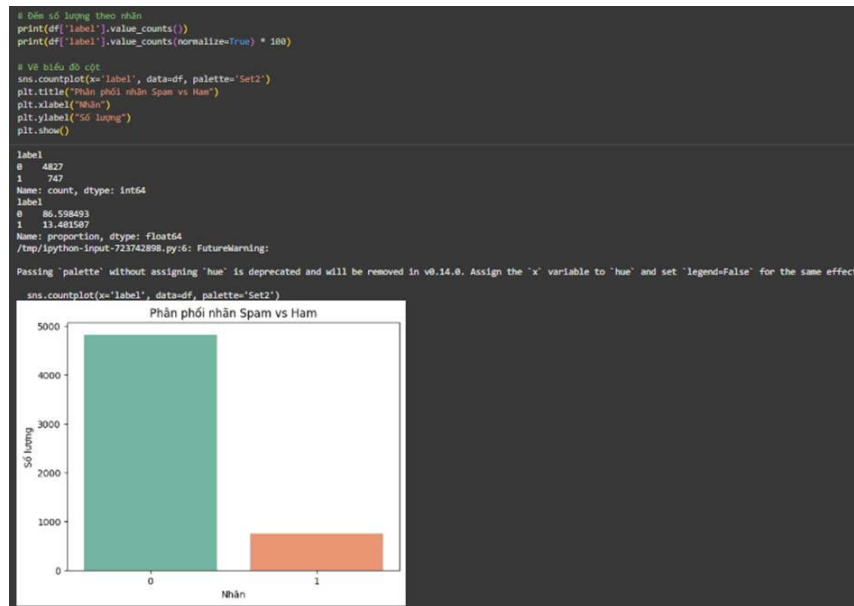 # Đếm số lượng theo nhãn
print(df['label'].value_counts())
print(df['label'].value_counts(normalize=True) * 100)
# Vẽ biểu đồ cột
sns.countplot(x='label', data=df, palette='Set2')
plt.title("Phân phối nhãn Spam vs Ham")
plt.xlabel("Nhãn")
plt.ylabel("Số lượng")
plt.show()
label
0 4827
1 747
Name: count, dtype: int64
label
0 86.598493
1 13.401507
Name: proportion, dtype: float64
/tmp/ipython-input-723742898.py:6: FutureWarning:
Passing `palette` without assigning `hue` is deprecated and will be removed in v0.14.0. Assign the `x` variable to `hue` and set `legend=False` for the same effect
sns.countplot(x='label', data=df, palette='Set2')
Phân phối nhãn Spam vs Ham
5000
4000
3000
2000
1000
0
Số lượng
0 1
Nhãn